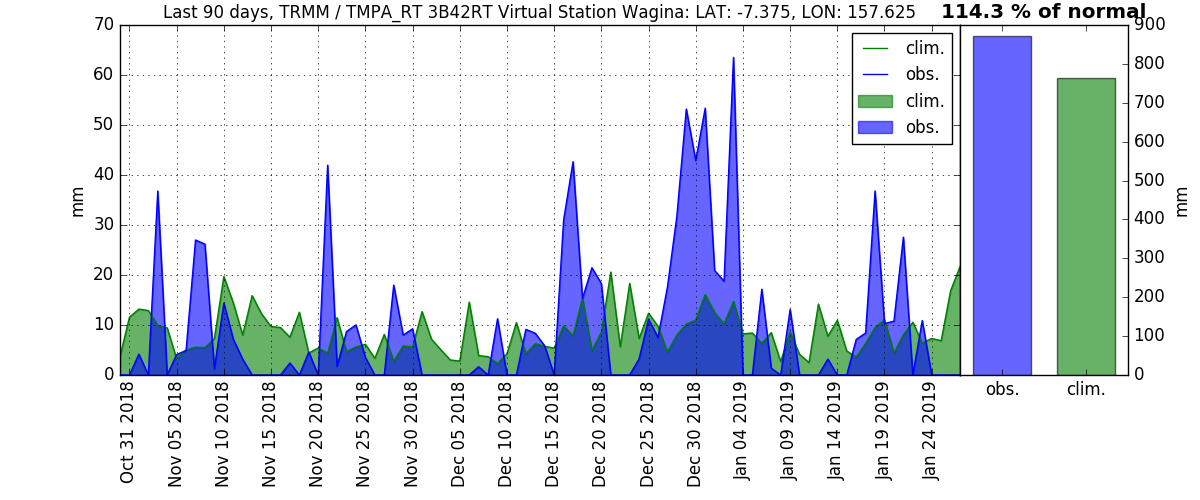 Last 90 days, TRMM / TMPA_RT 3B42RT Virtual Station Wagina: LAT: -7.375, LON: 157.625
114.3 % of normal
70
60
50
40
30
20
10
0
mm
clim.
obs.
clim.
obs.
Oct 31 2018
Nov 05 2018
Nov 10 2018
Nov 15 2018
Nov 20 2018
Nov 25 2018
Nov 30 2018
Dec 05 2018
Dec 10 2018
Dec 15 2018
Dec 20 2018
Dec 25 2018
Dec 30 2018
Jan 04 2019
Jan 09 2019
Jan 14 2019
Jan 19 2019
Jan 24 2019
900
800
700
600
500
400
300
200
100
0
mm
obs.
clim.